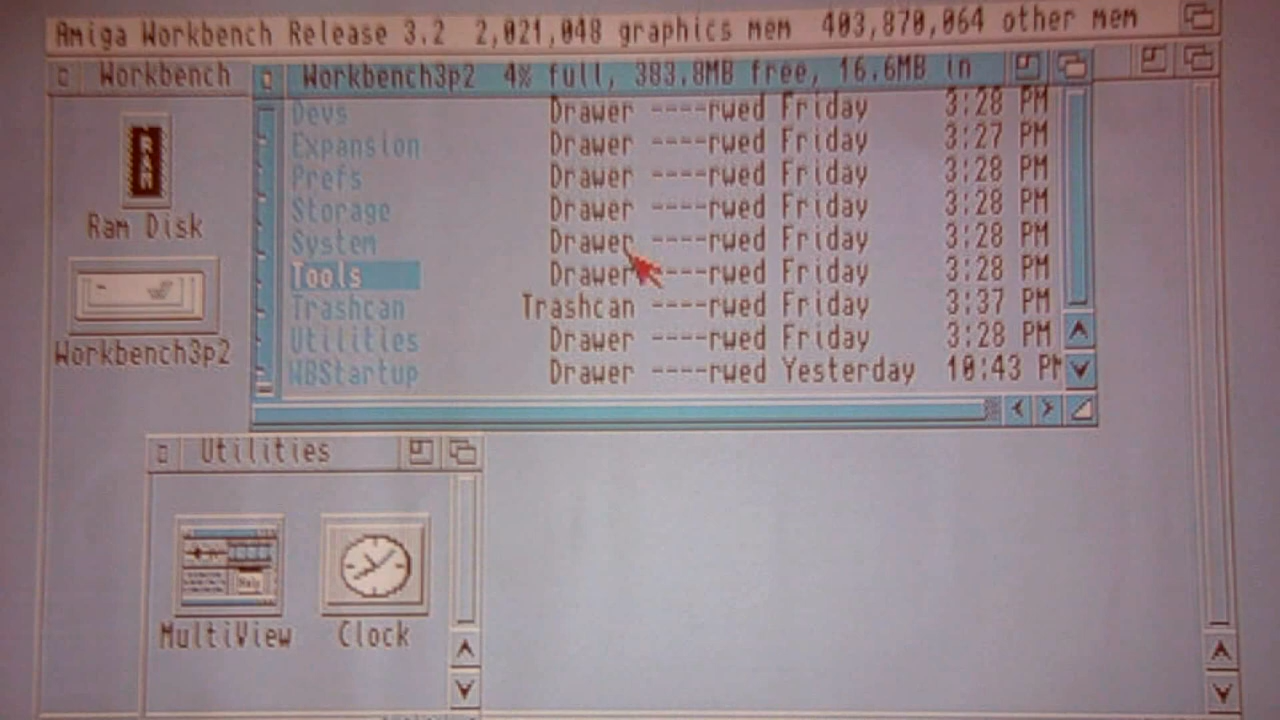 Amiga Workbench Release 3.2 2,021,048 graphics mem 403,870,064 other mem
Workbench
Workbench3p2 4% full, 383.8MB free, 16.6MB in
Devs Drawer ----rwed Friday 3:28 PM
Expansion Drawer ----rwed Friday 3:27 PM
Prefs Drawer ----rwed Friday 3:28 PM
Storage Drawer ----rwed Friday 3:28 PM
System Drawer ----rwed Friday 3:28 PM
Tools Drawer ----rwed Friday 3:28 PM
Trashcan Trashcan ----rwed Friday 3:37 PM
Utilities Drawer ----rwed Friday 3:28 PM
WBStartup Drawer ----rwed Yesterday 10:43 PM
RAM
Ram Disk
Workbench3p2
Utilities
Help
MultiView
Clock